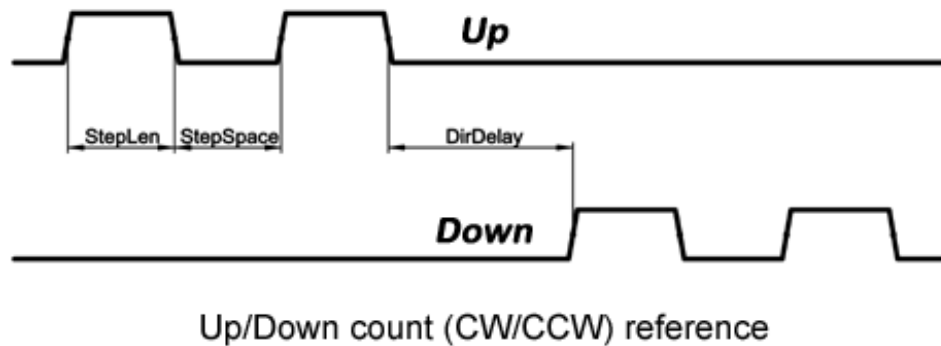 Up
StepLen StepSpace DirDelay
Down
Up/Down count (CW/CCW) reference